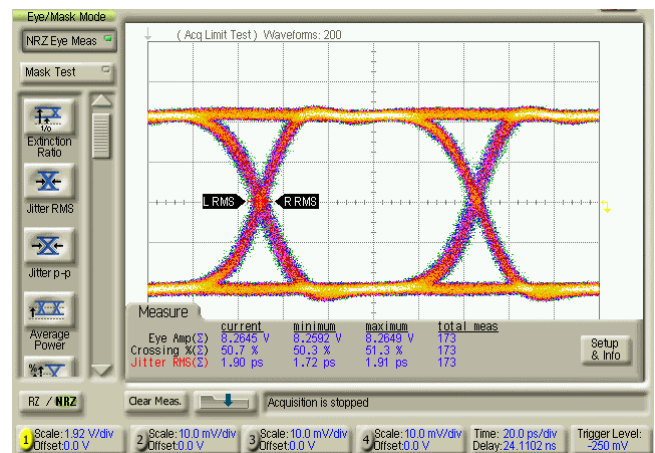 Eye/Mask Mode
NRZ Eye Meas
( Acq Limit Test ) Waveforms: 200
Mask Test
1/0
Extinction
Ratio
Jitter RMS
L RMS
R RMS
Jitter p-p
Average
Power
Measure
current minimum maximum total meas
Eye Amp(Σ) 8.2645 V 8.2592 V 8.2649 V 173
Crossing %(Σ) 50.7 % 50.3 % 51.3 % 173
Jitter RMS(Σ) 1.90 ps 1.72 ps 1.91 ps 173
Setup
& Info
RZ / NRZ
Clear Meas.
Acquisition is stopped
1 Scale: 1.92 V/div
Offset:0.0 V
2 Scale: 10.0 mV/div
Offset:0.0 V
3 Scale: 10.0 mV/div
Offset:0.0 V
4 Scale: 10.0 mV/div
Offset:0.0 V
Time: 20.0 ps/div
Delay:24.1102 ns
Trigger Level:
-250 mV